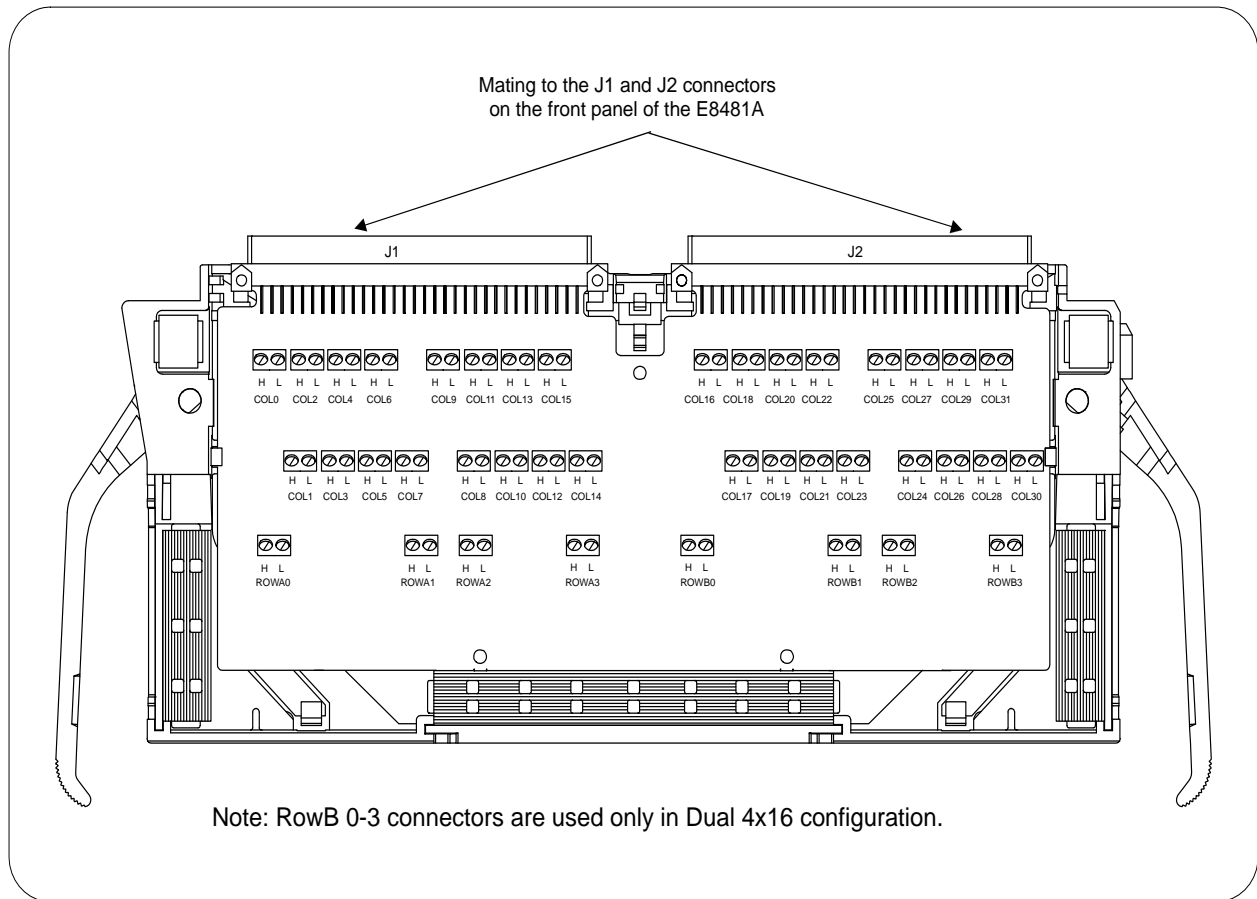 Mating to the J1 and J2 connectors
on the front panel of the E8481A
J1 J2
H L H L H L H L H L H L H L H L H L H L H L H L H L H L H L H L
COL0 COL2 COL4 COL6 COL9 COL11 COL13 COL15 COL16 COL18 COL20 COL22 COL25 COL27 COL29 COL31
H L H L H L H L H L H L H L H L H L H L H L H L H L H L H L H L
COL1 COL3 COL5 COL7 COL8 COL10 COL12 COL14 COL17 COL19 COL21 COL23 COL24 COL26 COL28 COL30
H L H L H L H L H L H L H L H L
ROWA0 ROWA1 ROWA2 ROWA3 ROWB0 ROWB1 ROWB2 ROWB3
Note: RowB 0-3 connectors are used only in Dual 4x16 configuration.